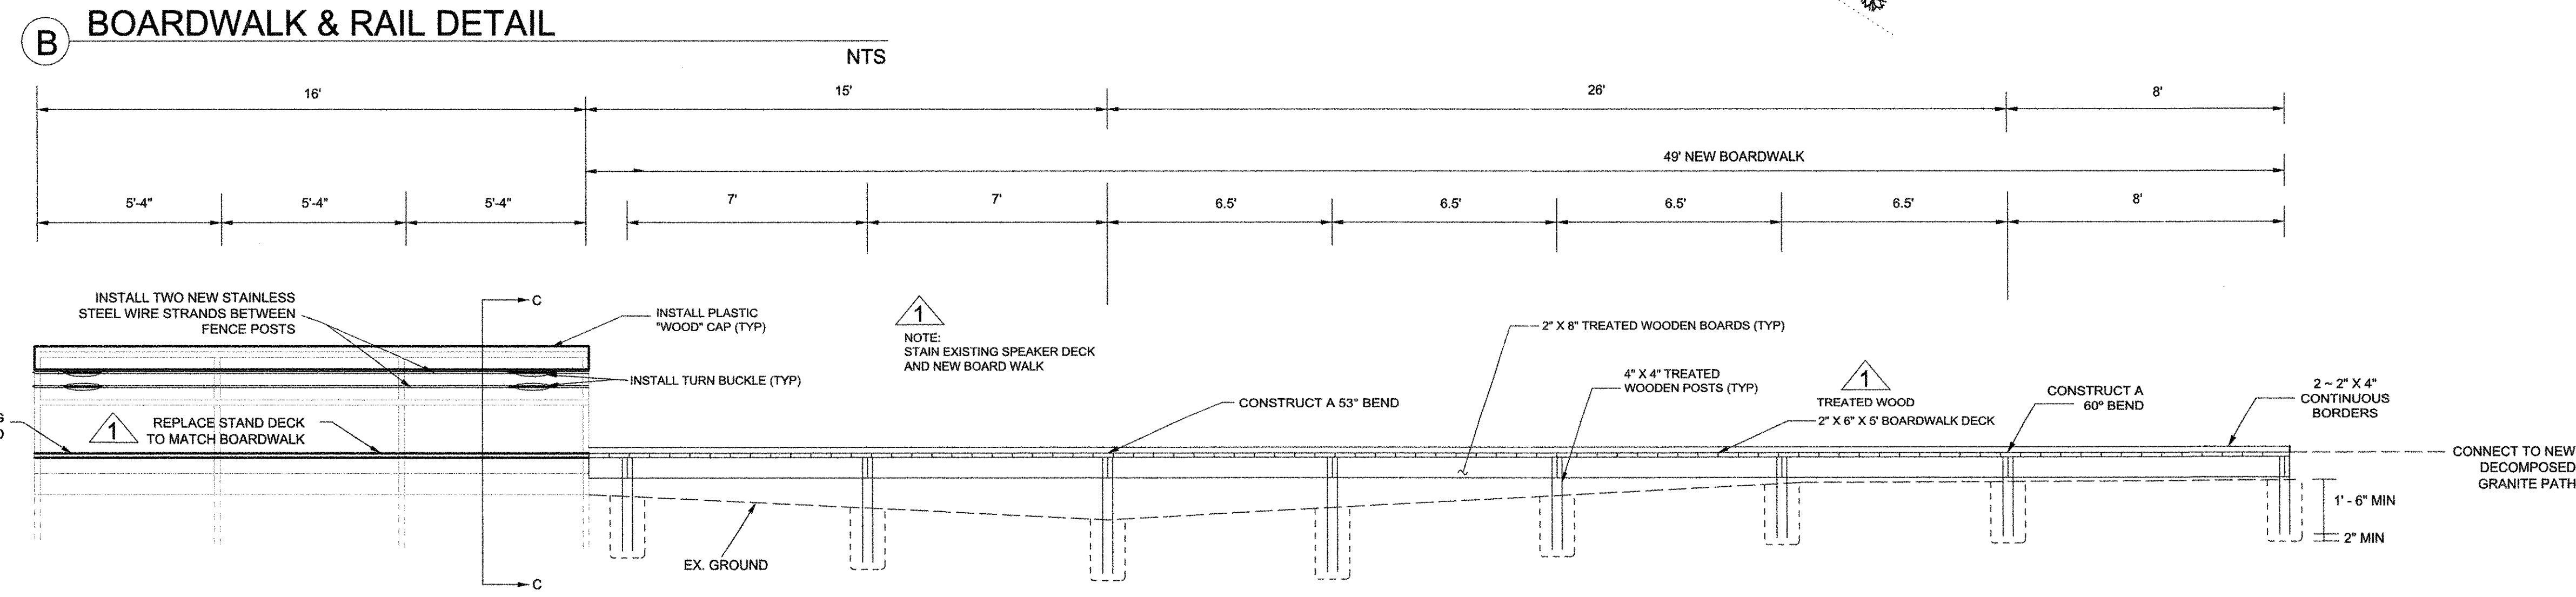 B
BOARDWALK & RAIL DETAIL
NTS
16'
15'
26'
8'
49' NEW BOARDWALK
5'-4"
5'-4"
5'-4"
7'
7'
6.5'
6.5'
6.5'
6.5'
8'
INSTALL TWO NEW STAINLESS
STEEL WIRE STRANDS BETWEEN
FENCE POSTS
C
INSTALL PLASTIC
"WOOD" CAP (TYP)
INSTALL TURN BUCKLE (TYP)
1
NOTE:
STAIN EXISTING SPEAKER DECK
AND NEW BOARD WALK
2" X 8" TREATED WOODEN BOARDS (TYP)
4" X 4" TREATED
WOODEN POSTS (TYP)
1
TREATED WOOD
2" X 6" X 5' BOARDWALK DECK
CONSTRUCT A 53° BEND
CONSTRUCT A
60° BEND
2 ~ 2" X 4"
CONTINUOUS
BORDERS
1
REPLACE STAND DECK
TO MATCH BOARDWALK
CONNECT TO NEW
DECOMPOSED
GRANITE PATH
1' - 6" MIN
2" MIN
EX. GROUND
C